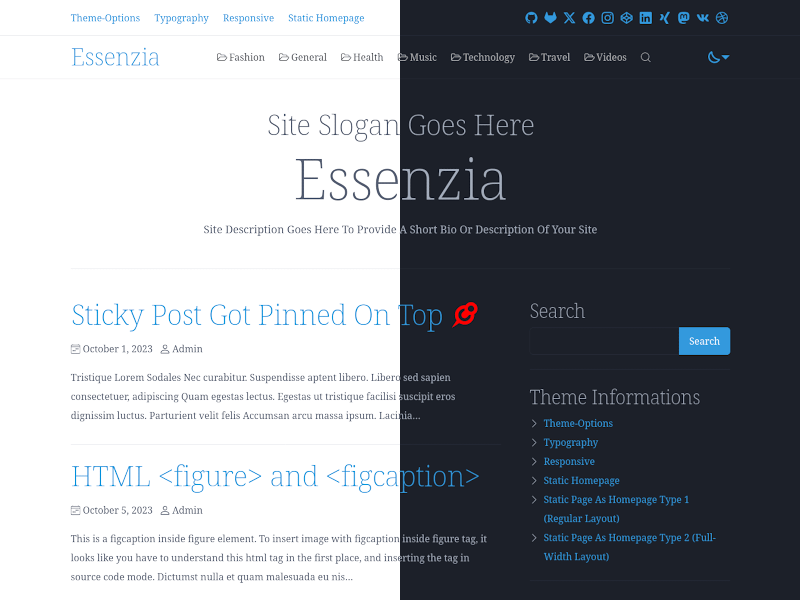 Theme-Options Typography Responsive Static Homepage
Essenzia Fashion General Health Music Technology Travel Videos
Site Slogan Goes Here
Essenzia
Site Description Goes Here To Provide A Short Bio Or Description Of Your Site
Sticky Post Got Pinned On Top
October 1, 2023 Admin
Tristique Lorem Sodales Nec curabitur. Suspendisse aptent libero. Libero sed sapien
consectetuer, adipiscing Quam egestas lectus. Egestas ut tristique facilisi suscipit eros
dignissim luctus. Parturient velit felis Accumsan arcu massa ipsum. Lacinia...
HTML <figure> and <figcaption>
October 5, 2023 Admin
This is a figcaption inside figure element. To insert image with figcaption inside figure tag, it
looks like you have to understand this html tag in the first place, and inserting the tag in
source code mode. Dictumst nulla et quam malesuada eu nis...
Search
Search
Theme Informations
Theme-Options
Typography
Responsive
Static Homepage
Static Page As Homepage Type 1
(Regular Layout)
Static Page As Homepage Type 2 (Full-
Width Layout)